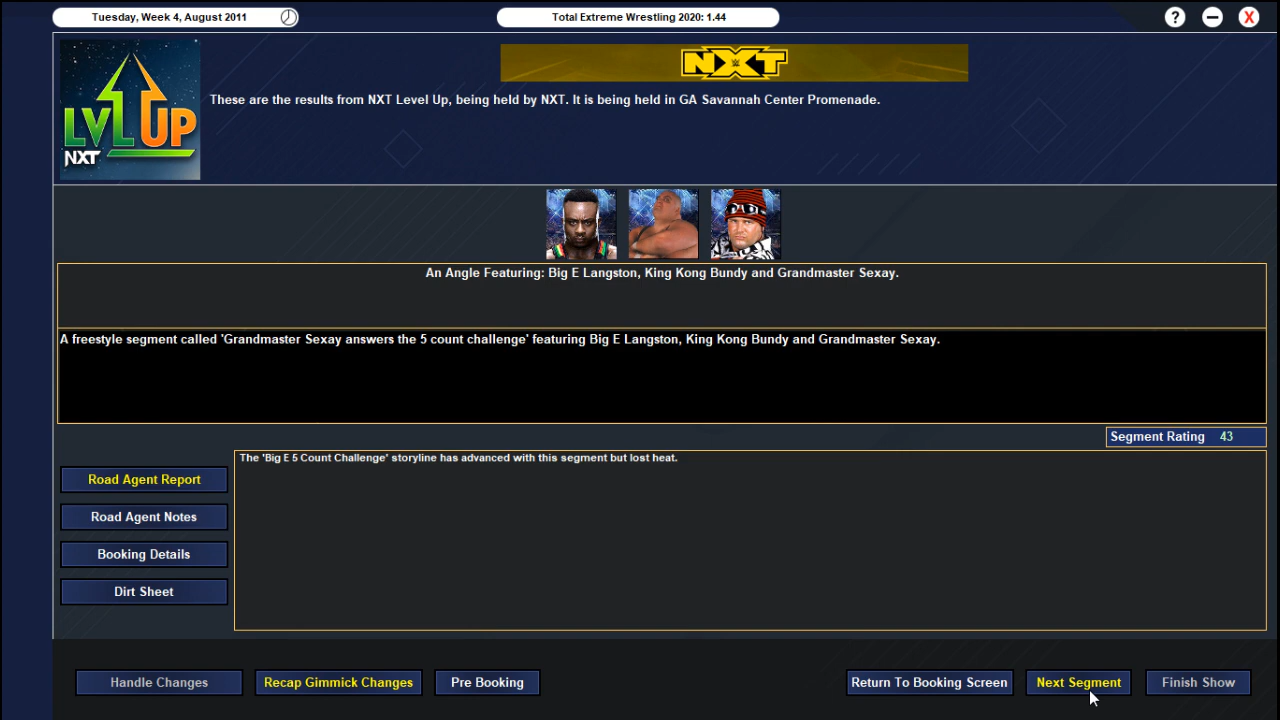 Tuesday, Week 4, August 2011
Total Extreme Wrestling 2020: 1.44
?
X
LVL UP
NXT
NXT
These are the results from NXT Level Up, being held by NXT. It is being held in GA Savannah Center Promenade.
An Angle Featuring: Big E Langston, King Kong Bundy and Grandmaster Sexay.
A freestyle segment called 'Grandmaster Sexay answers the 5 count challenge' featuring Big E Langston, King Kong Bundy and Grandmaster Sexay.
Segment Rating 43
The 'Big E 5 Count Challenge' storyline has advanced with this segment but lost heat.
Road Agent Report
Road Agent Notes
Booking Details
Dirt Sheet
Handle Changes
Recap Gimmick Changes
Pre Booking
Return To Booking Screen
Next Segment
Finish Show